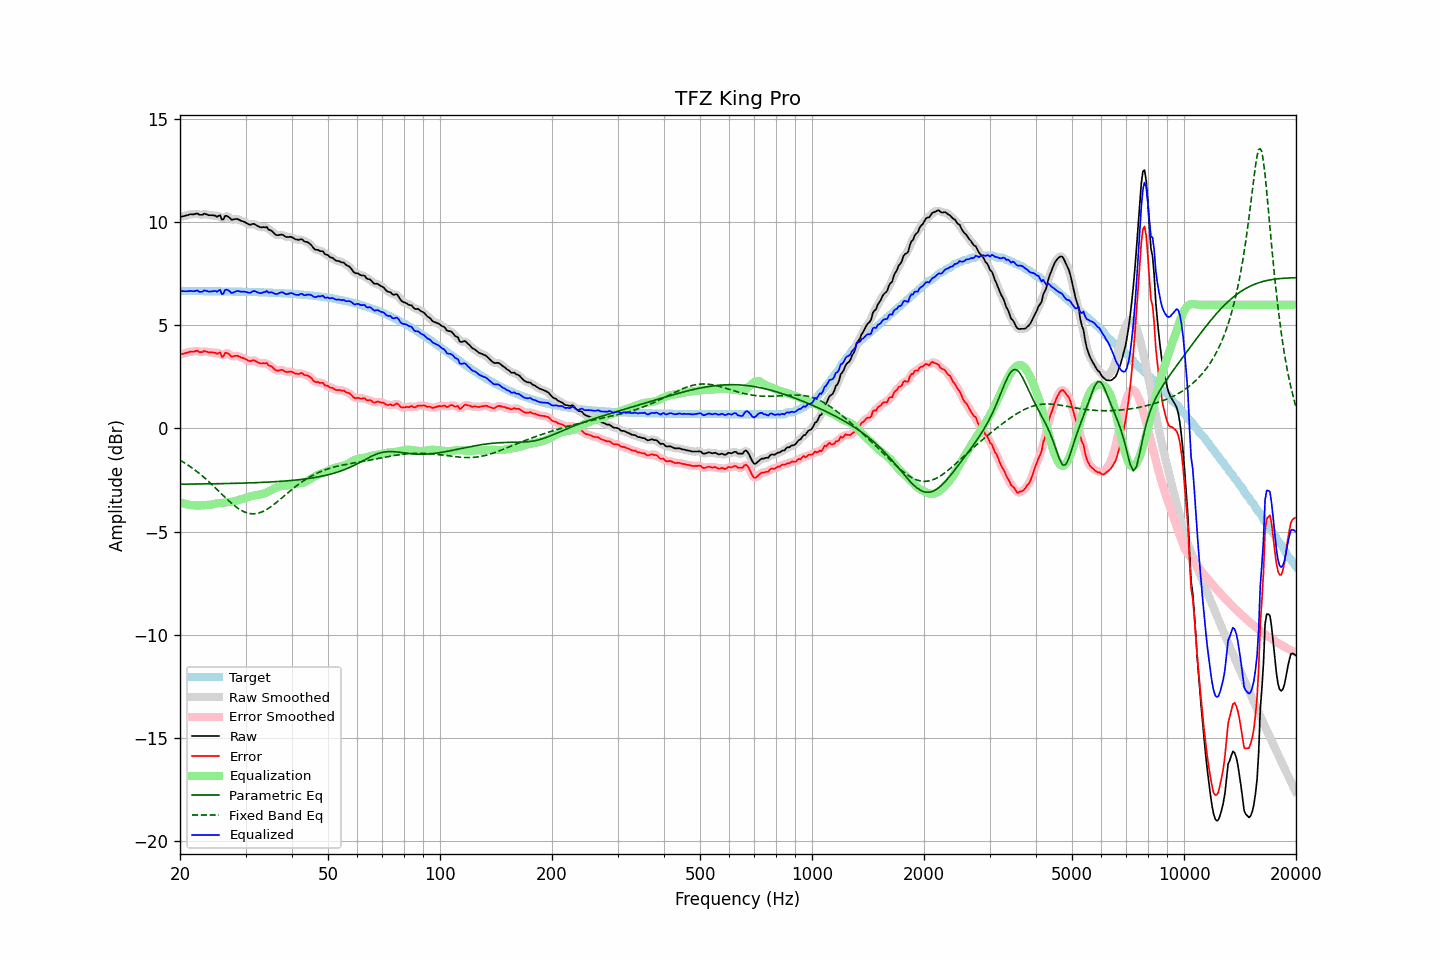 TFZ King Pro
15
10
5
0
−5
−10
−15
−20
Amplitude (dBr)
Target
Raw Smoothed
Error Smoothed
Raw
Error
Equalization
Parametric Eq
Fixed Band Eq
Equalized
20 50 100 200 500 1000 2000 5000 10000 20000
Frequency (Hz)